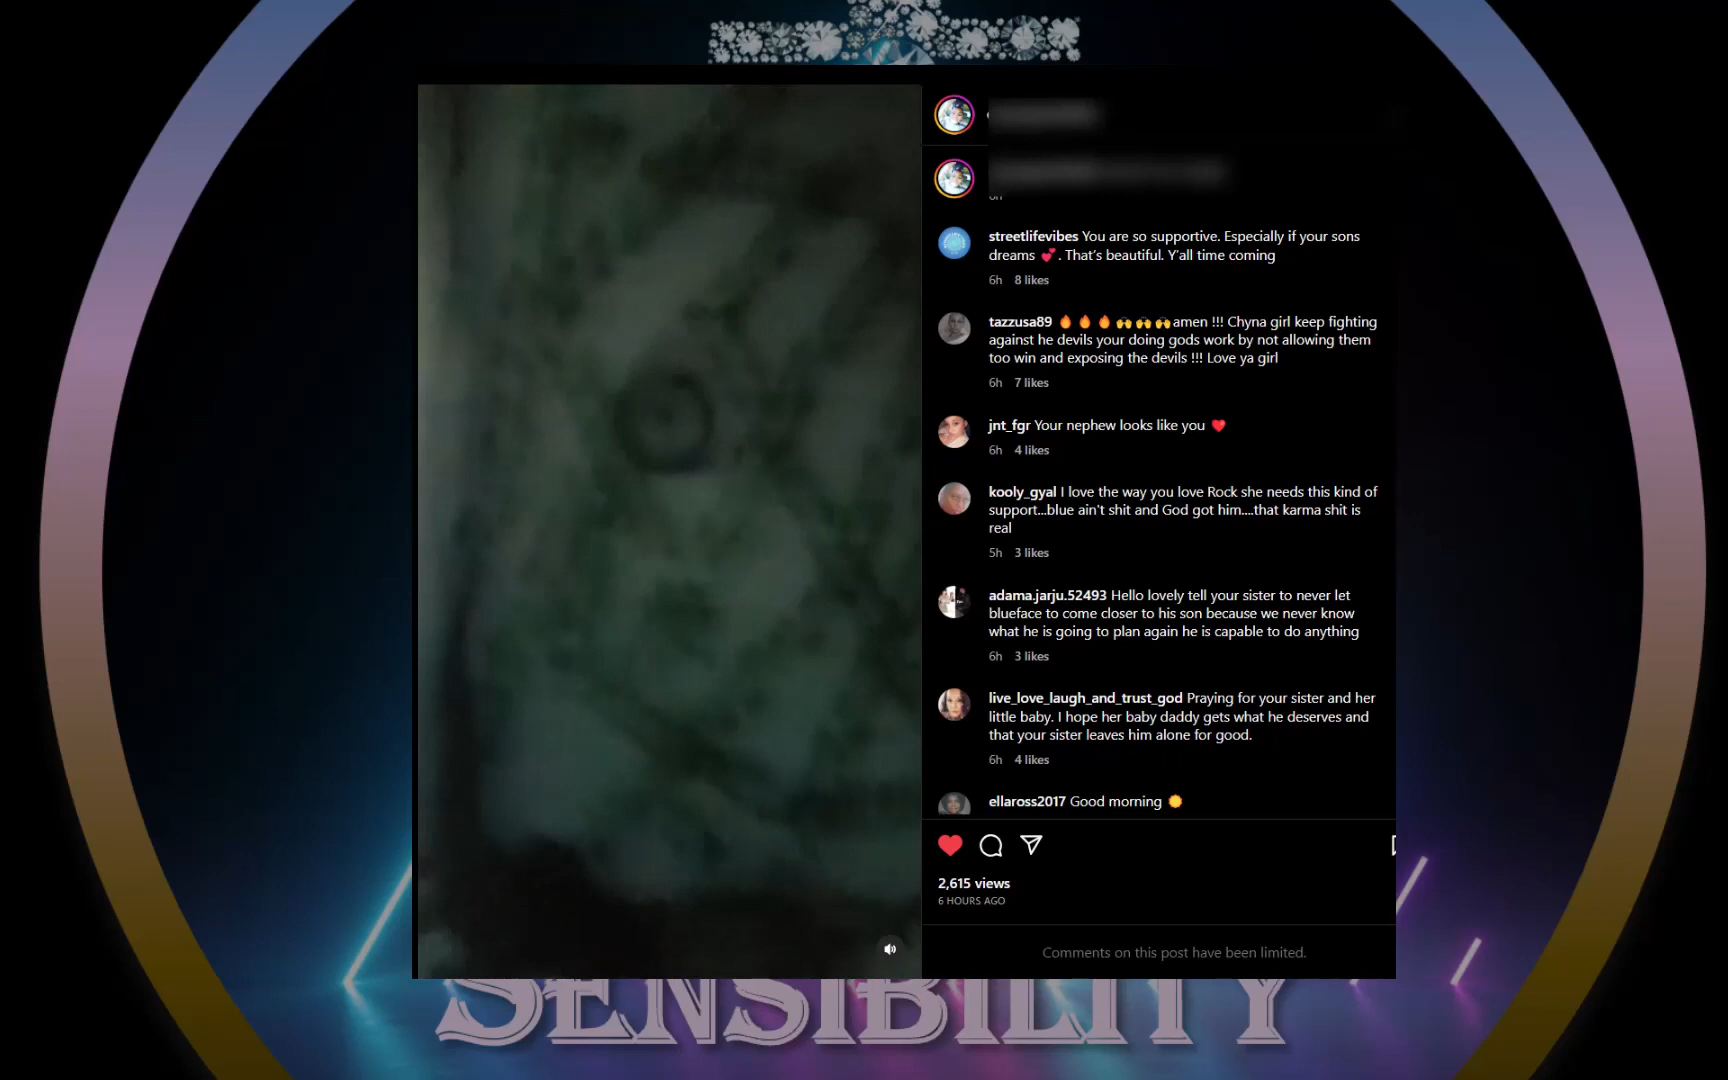 6h
streetlifevibes You are so supportive. Especially if your sons
dreams 💕. That's beautiful. Y'all time coming
6h 8 likes
tazzusa89 🔥🔥🔥🙌🙌🙌amen !!! Chyna girl keep fighting
against he devils your doing gods work by not allowing them
too win and exposing the devils !!! Love ya girl
6h 7 likes
jnt_fgr Your nephew looks like you ❤️
6h 4 likes
kooly_gyal I love the way you love Rock she needs this kind of
support...blue ain't shit and God got him....that karma shit is
real
5h 3 likes
adama.jarju.52493 Hello lovely tell your sister to never let
blueface to come closer to his son because we never know
what he is going to plan again he is capable to do anything
6h 3 likes
live_love_laugh_and_trust_god Praying for your sister and her
little baby. I hope her baby daddy gets what he deserves and
that your sister leaves him alone for good.
6h 4 likes
ellaross2017 Good morning 🌞
2,615 views
6 HOURS AGO
Comments on this post have been limited.
SENSIBILITY